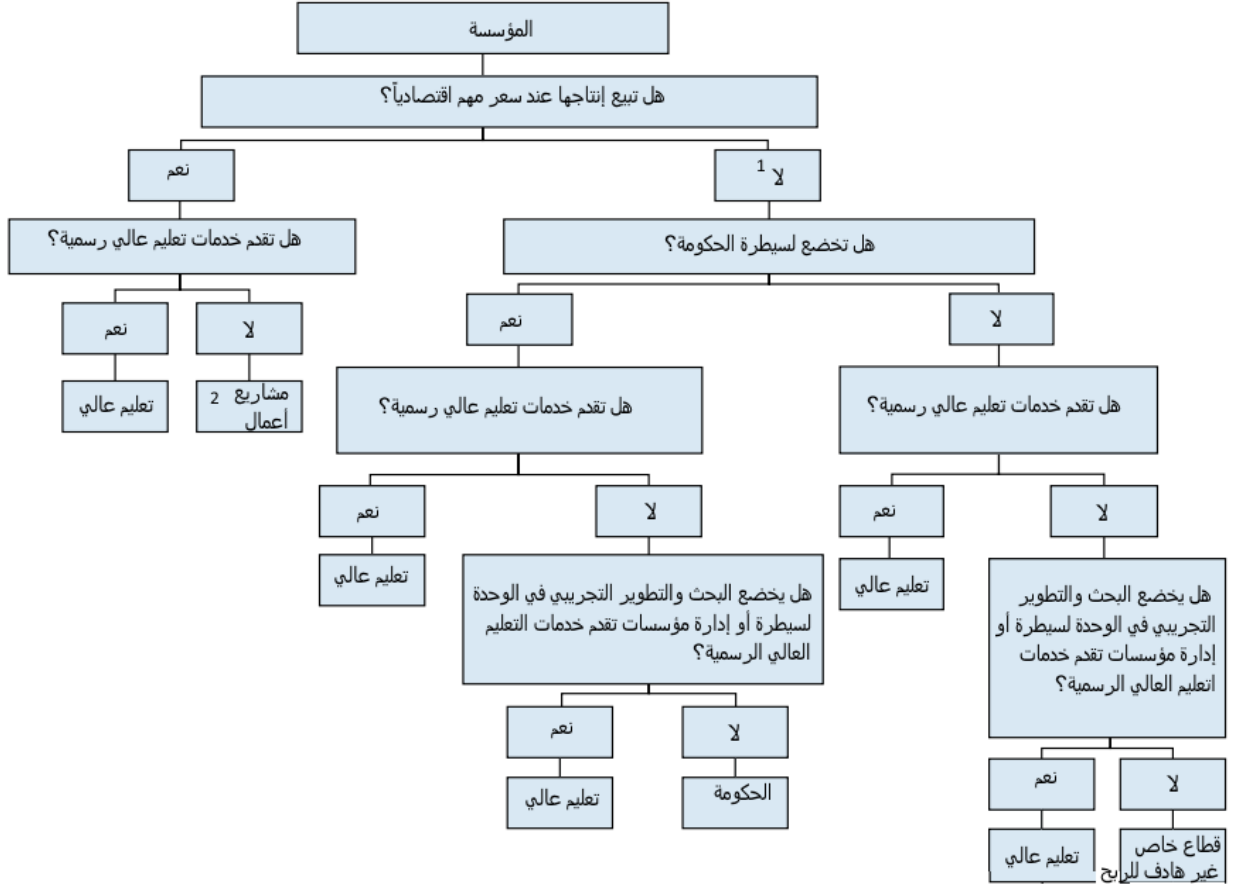 المؤسسة
هل تبيع إنتاجها عند سعر مهم اقتصادياً؟
نعم
لا 1
هل تقدم خدمات تعليم عالي رسمية؟
هل تخضع لسيطرة الحكومة؟
نعم
لا
نعم
لا
تعليم عالي
مشاريع 2
أعمال
هل تقدم خدمات تعليم عالي رسمية؟
هل تقدم خدمات تعليم عالي رسمية؟
نعم
لا
نعم
لا
تعليم عالي
هل يخضع البحث والتطوير التجريبي في الوحدة
لسيطرة أو إدارة مؤسسات تقدم خدمات التعليم
العالي الرسمية؟
تعليم عالي
هل يخضع البحث والتطوير
التجريبي في الوحدة لسيطرة أو
إدارة مؤسسات تقدم خدمات
اتعليم العالي الرسمية؟
نعم
لا
تعليم عالي
الحكومة
نعم
لا
تعليم عالي
قطاع خاص
غير هادف للربح